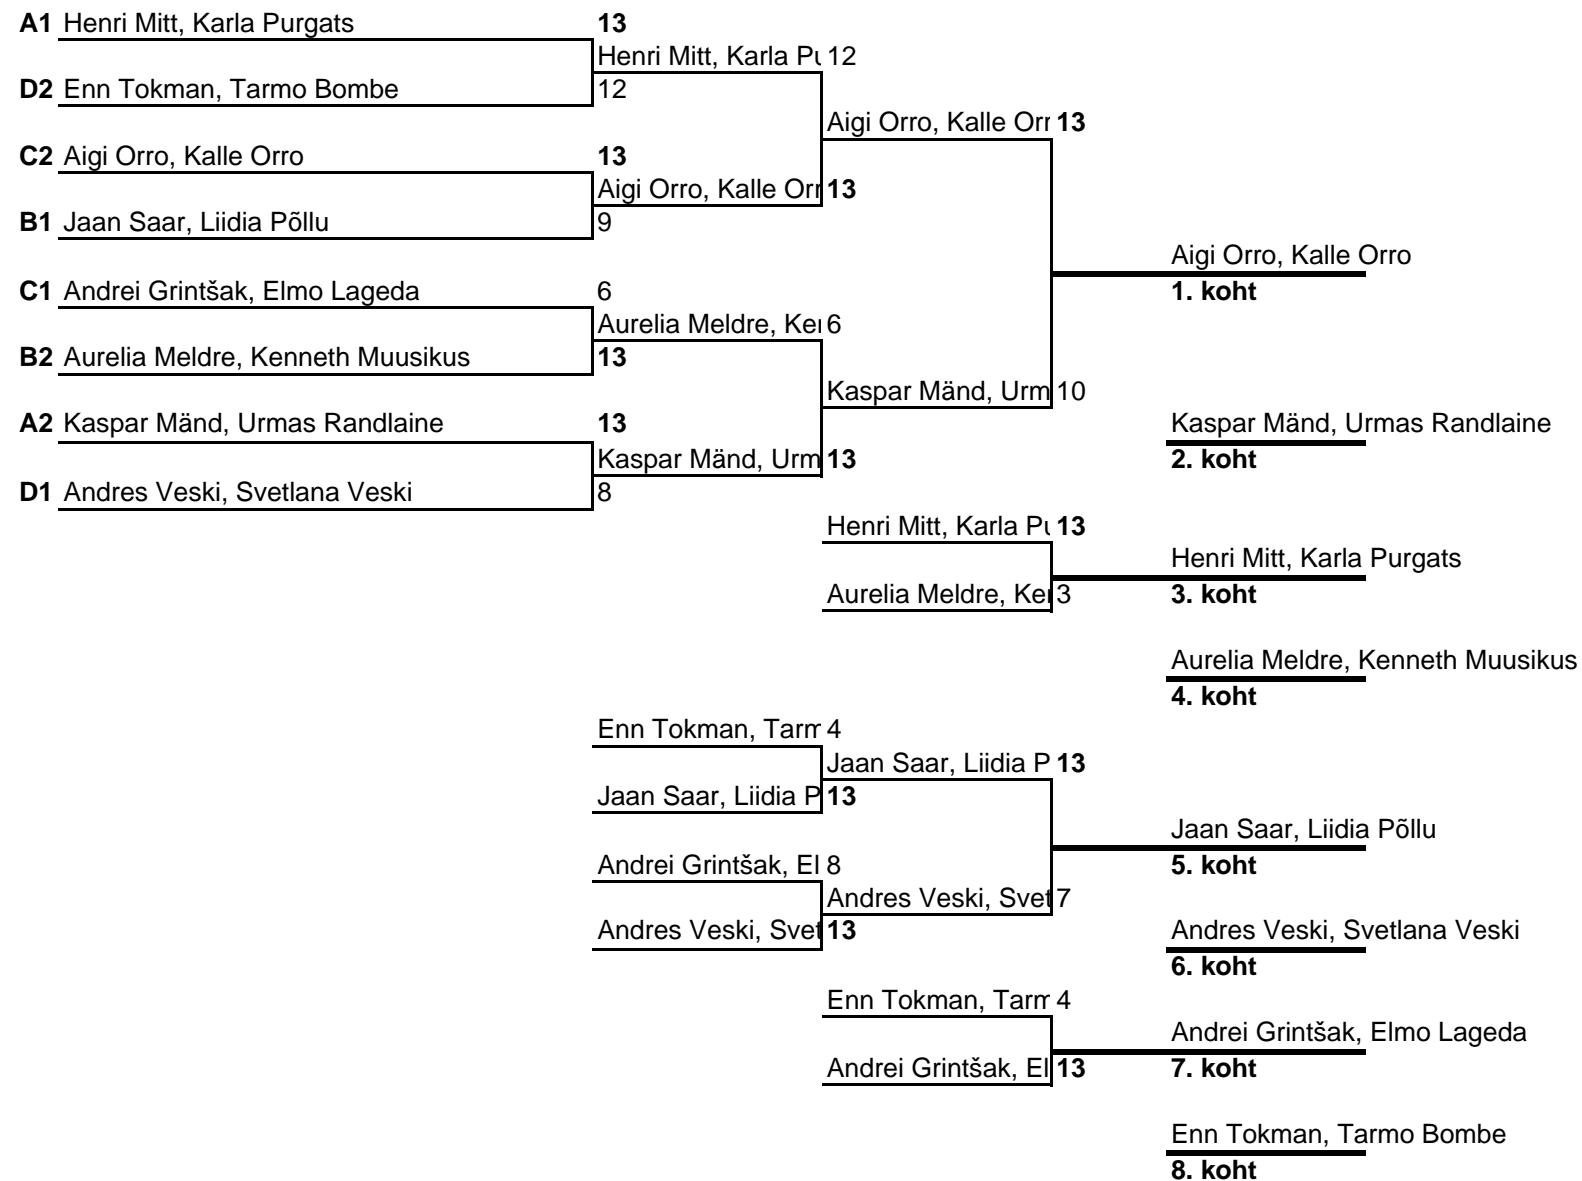 A1 Henri Mitt, Karla Purgats 13
Henri Mitt, Karla Pu 12
D2 Enn Tokman, Tarmo Bombe 12
Aigi Orro, Kalle Orr 13
C2 Aigi Orro, Kalle Orro 13
Aigi Orro, Kalle Orr 13
B1 Jaan Saar, Liidia Põllu 9
Aigi Orro, Kalle Orro
C1 Andrei Grintšak, Elmo Lageda 6
1. koht
Aurelia Meldre, Ken 6
B2 Aurelia Meldre, Kenneth Muusikus 13
Kaspar Mänd, Urm 10
A2 Kaspar Mänd, Urmas Randlaine 13
Kaspar Mänd, Urmas Randlaine
Kaspar Mänd, Urm 13
2. koht
D1 Andres Veski, Svetlana Veski 8
Henri Mitt, Karla Pu 13
Henri Mitt, Karla Purgats
Aurelia Meldre, Ken 3
3. koht
Aurelia Meldre, Kenneth Muusikus
4. koht
Enn Tokman, Tarm 4
Jaan Saar, Liidia P 13
Jaan Saar, Liidia P 13
Jaan Saar, Liidia Põllu
Andrei Grintšak, El 8
5. koht
Andres Veski, Svet 7
Andres Veski, Svet 13
Andres Veski, Svetlana Veski
6. koht
Enn Tokman, Tarm 4
Andrei Grintšak, Elmo Lageda
Andrei Grintšak, El 13
7. koht
Enn Tokman, Tarmo Bombe
8. koht